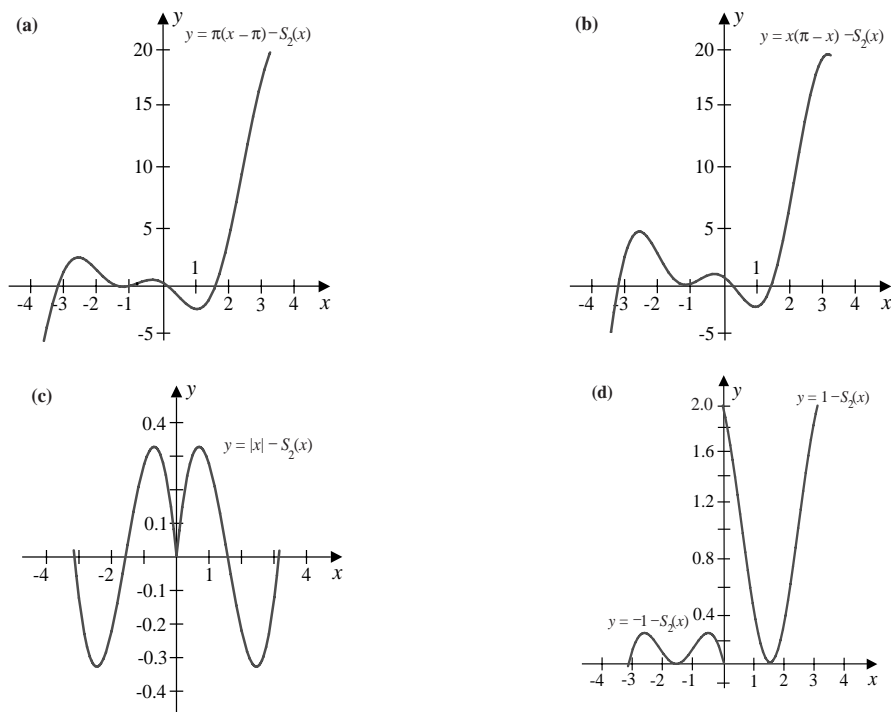 (a)
y
y = π(x – π)–S2(x)
20
15
10
5
1
-4 -3 -2 -1 2 3 4
x
-5
(b)
y
y = x(π – x) –S2(x)
20
15
10
5
1
-4 -3 -2 -1 2 3 4
x
-5
(c)
y
0.4
y = |x| – S2(x)
0.1
-4 -2 1 2 4
x
-0.1
-0.2
-0.3
-0.4
(d)
y
2.0
y = 1–S2(x)
1.6
1.2
0.8
0.4
y = –1–S2(x)
-4 -3 -2 -1 1 2 3 4
x